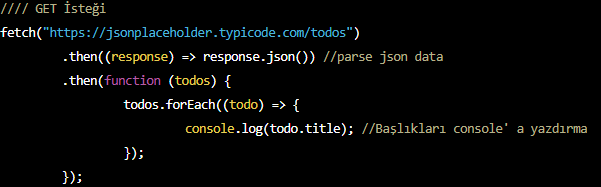 //// GET İsteği
fetch("https://jsonplaceholder.typicode.com/todos")
.then((response) => response.json()) //parse json data
.then(function (todos) {
todos.forEach((todo) => {
console.log(todo.title); //Başlıkları console' a yazdırma
});
});